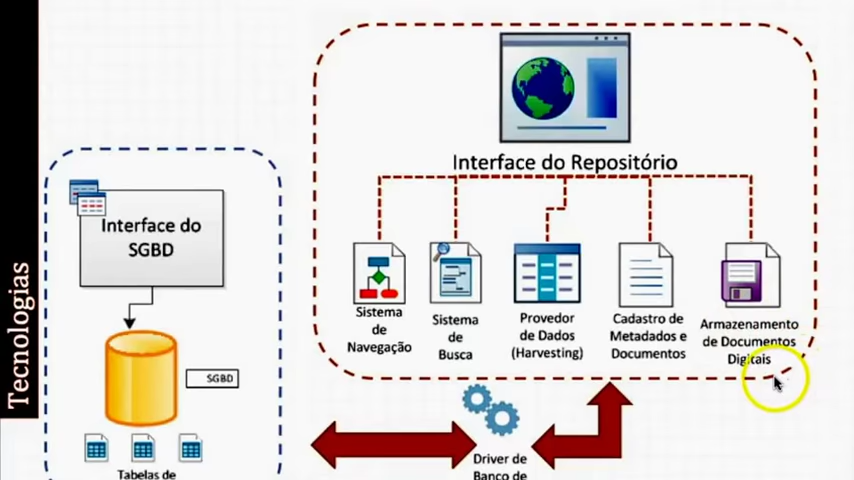 Tecnologias
Interface do
SGBD
SGBD
Tabelas de
Interface do Repositório
Sistema
de
Navegação
Sistema
de
Busca
Provedor
de Dados
(Harvesting)
Cadastro de
Metadados e
Documentos
Armazenamento
de Documentos
Digitais
Driver de
Banco de